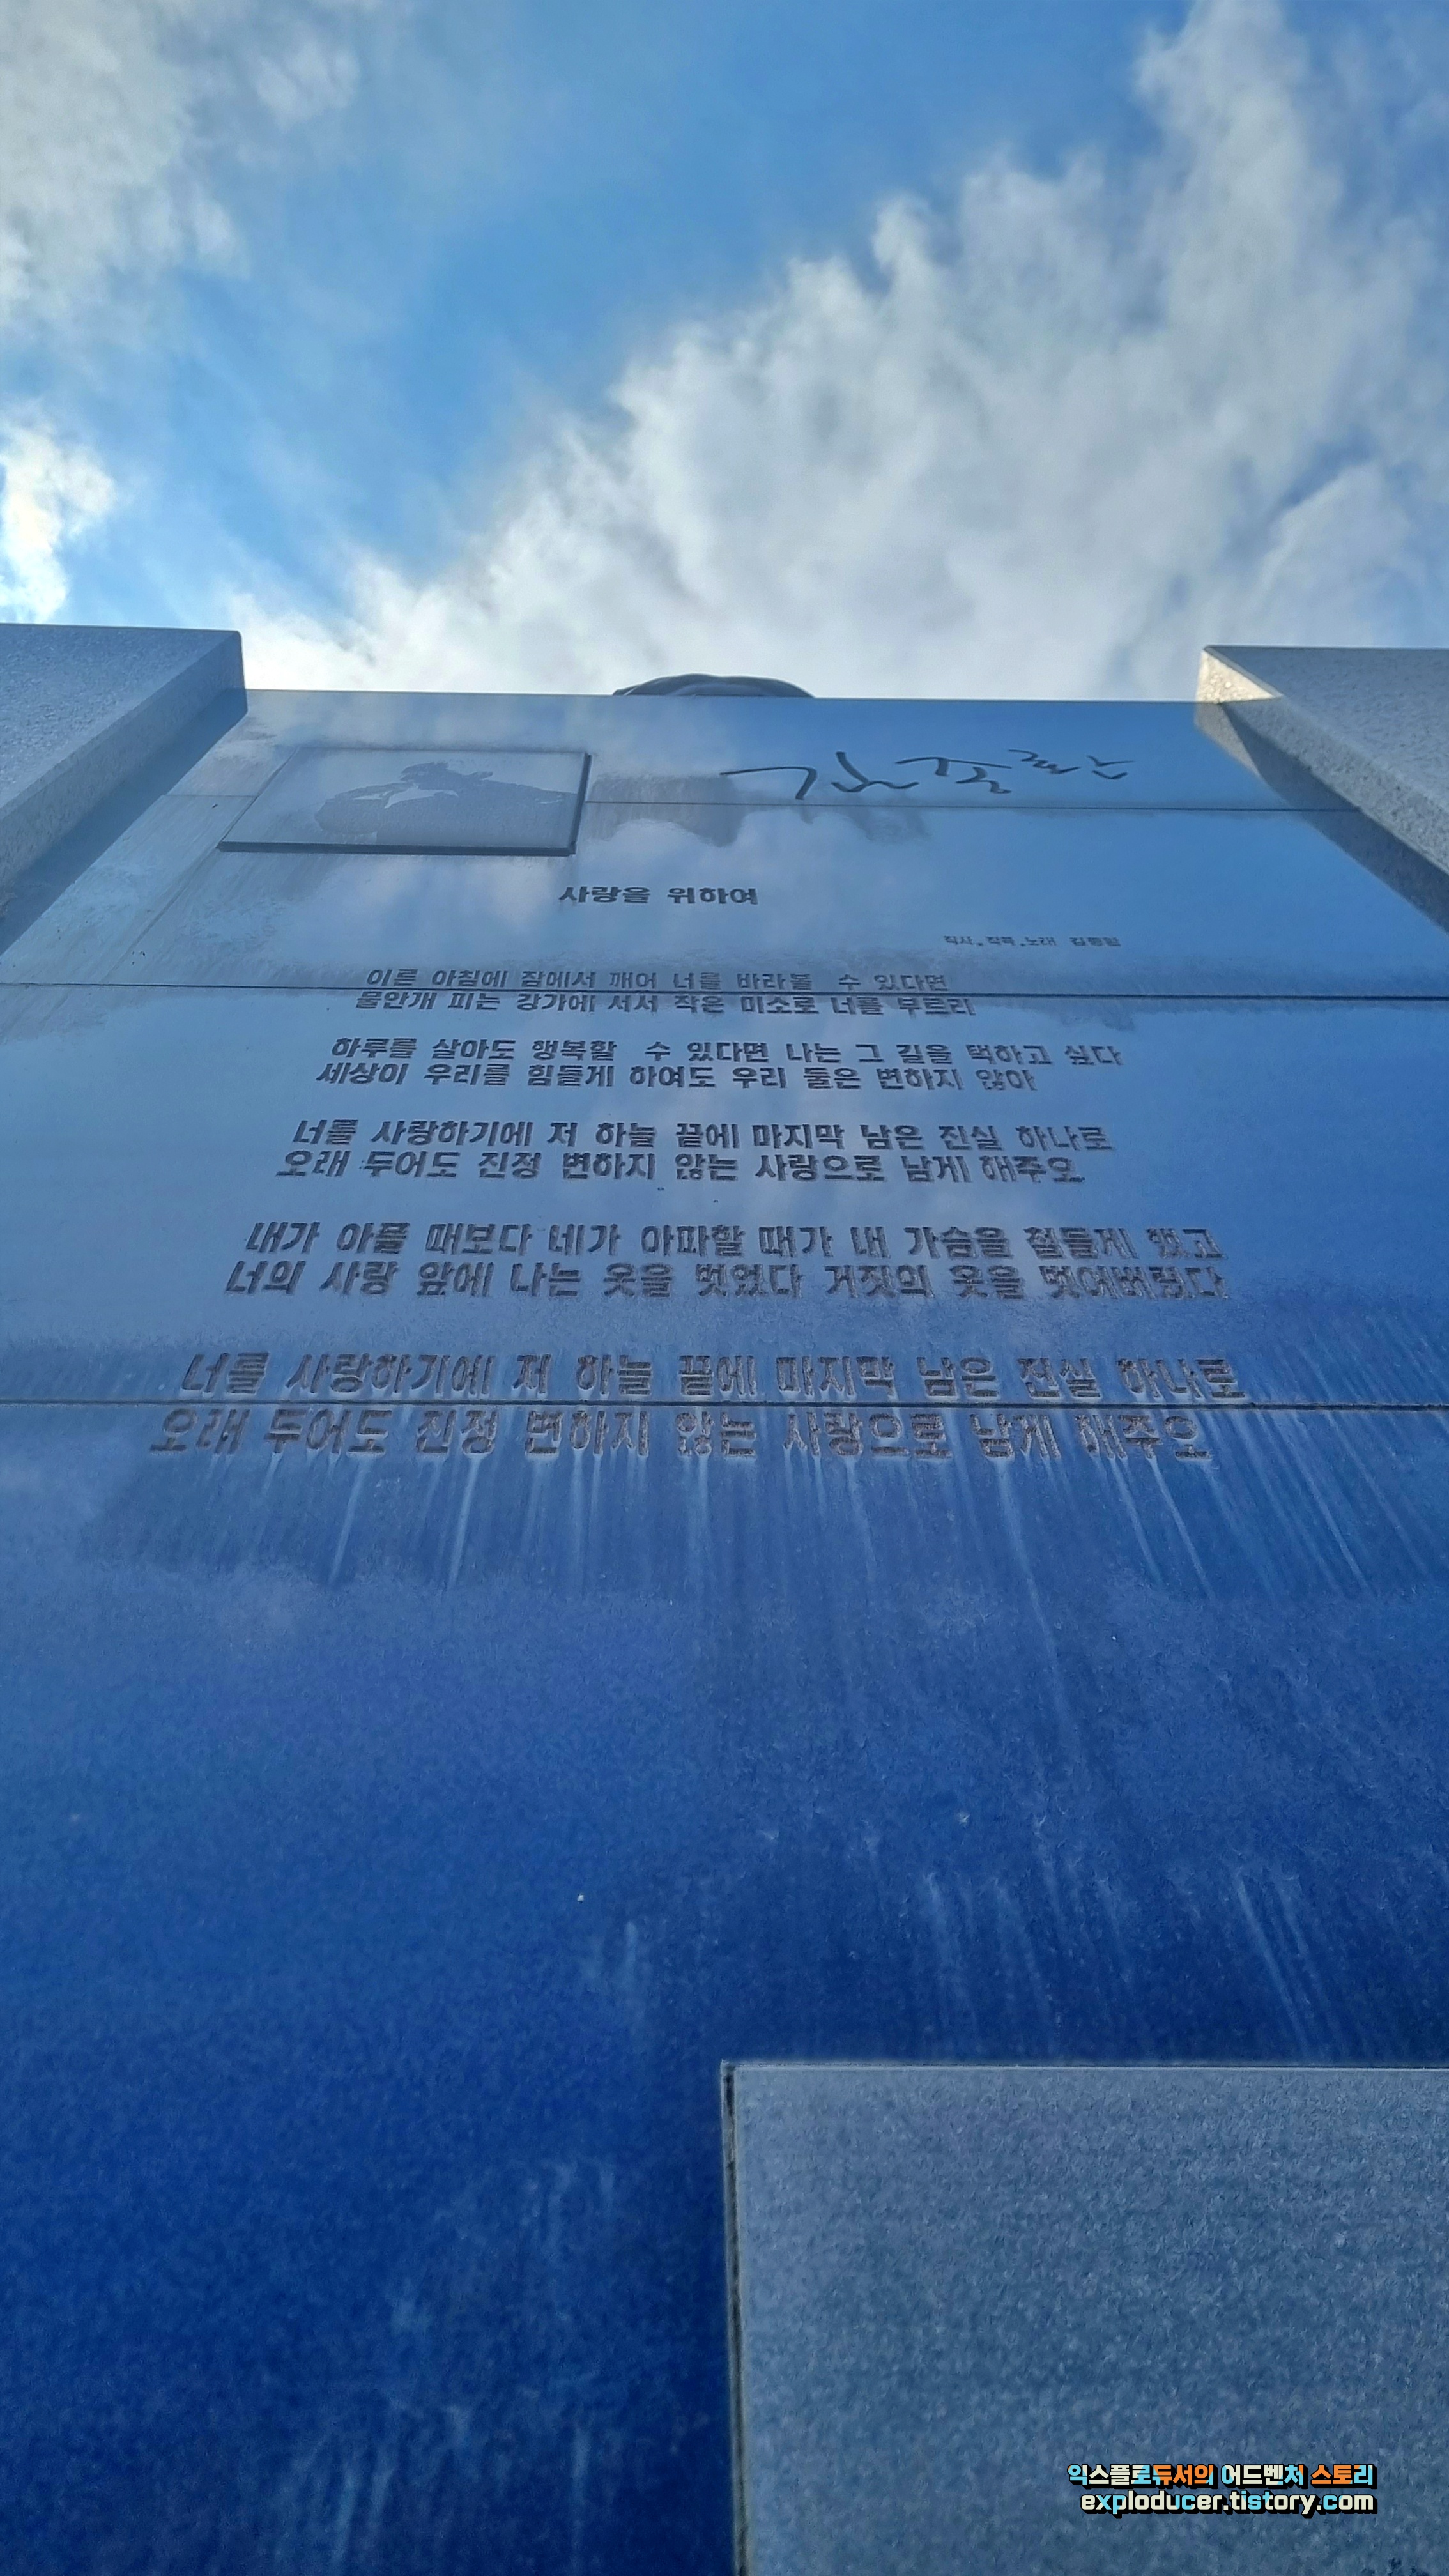 사랑을 위하여
작사.작곡.노래 김종환
이른 아침에 잠에서 깨어 너를 바라볼 수 있다면
물안개 피는 강가에 서서 작은 미소로 너를 부르리
하루를 살아도 행복할 수 있다면 나는 그 길을 택하고 싶다
세상이 우리를 힘들게 하여도 우리 둘은 변하지 않아
너를 사랑하기에 저 하늘 끝에 마지막 남은 진실 하나로
오래 두어도 진정 변하지 않는 사랑으로 남게 해주오
내가 아플 때보다 네가 아파할 때가 내 가슴을 철들게 했고
너의 사랑 앞에 나는 옷을 벗었다 거짓의 옷을 벗어버렸다
너를 사랑하기에 저 하늘 끝에 마지막 남은 진실 하나로
오래 두어도 진정 변하지 않는 사랑으로 남게 해주오
익스플로듀서의 어드벤처 스토리
exploducer.tistory.com